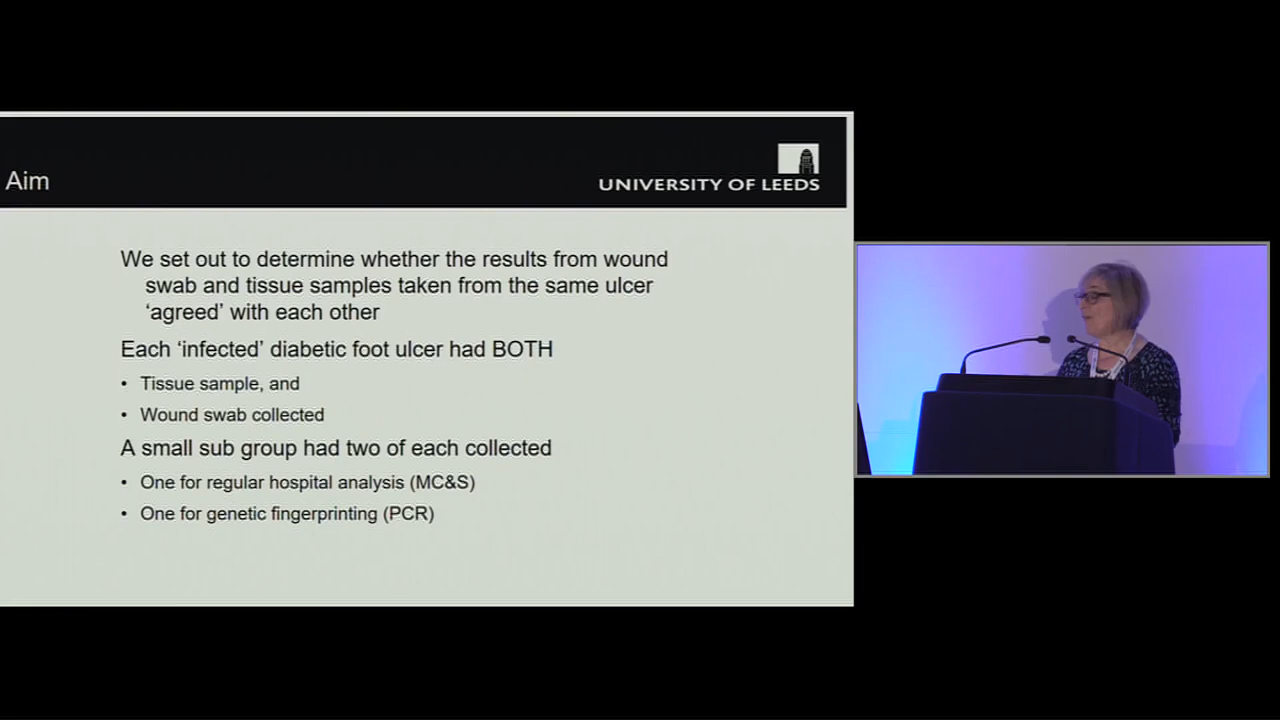 Aim
UNIVERSITY OF LEEDS
We set out to determine whether the results from wound
swab and tissue samples taken from the same ulcer
‘agreed’ with each other
Each ‘infected’ diabetic foot ulcer had BOTH
• Tissue sample, and
• Wound swab collected
A small sub group had two of each collected
• One for regular hospital analysis (MC&S)
• One for genetic fingerprinting (PCR)